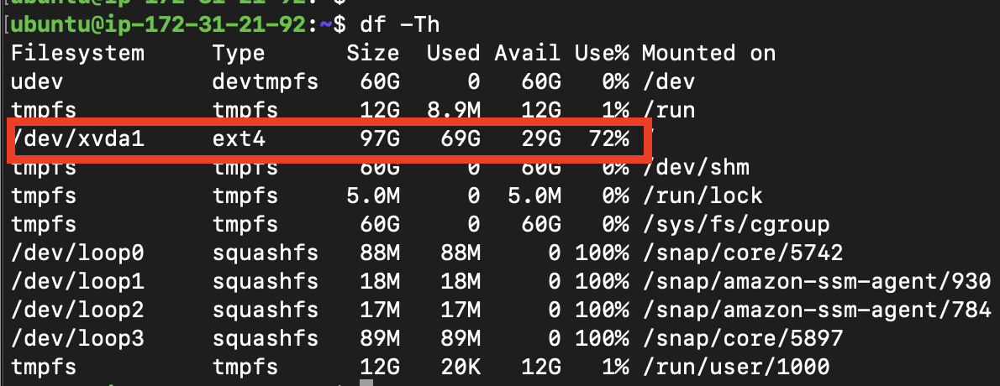 [ubuntu@ip-172-31-21-92:~$ df -Th
Filesystem Type Size Used Avail Use% Mounted on
udev devtmpfs 60G 0 60G 0% /dev
tmpfs tmpfs 12G 8.9M 12G 1% /run
/dev/xvda1 ext4 97G 69G 29G 72%
tmpfs tmpfs 60G 0 60G 0% /dev/shm
tmpfs tmpfs 5.0M 0 5.0M 0% /run/lock
tmpfs tmpfs 60G 0 60G 0% /sys/fs/cgroup
/dev/loop0 squashfs 88M 88M 0 100% /snap/core/5742
/dev/loop1 squashfs 18M 18M 0 100% /snap/amazon-ssm-agent/930
/dev/loop2 squashfs 17M 17M 0 100% /snap/amazon-ssm-agent/784
/dev/loop3 squashfs 89M 89M 0 100% /snap/core/5897
tmpfs tmpfs 12G 20K 12G 1% /run/user/1000